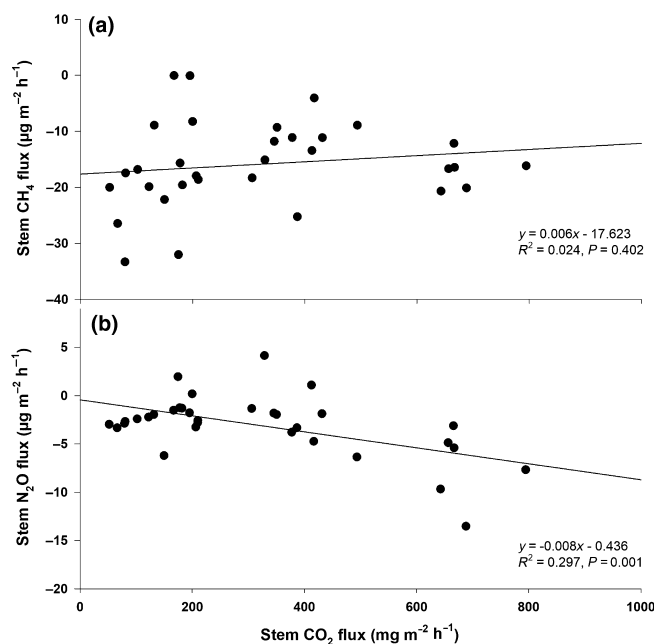 (a)
10
0
–10
–20
–30
–40
Stem CH4 flux (µg m−2 h−1)
y = 0.006x - 17.623
R2 = 0.024, P = 0.402
(b)
5
0
–5
–10
–15
–20
Stem N2O flux (µg m−2 h−1)
y = -0.008x - 0.436
R2 = 0.297, P = 0.001
0 200 400 600 800 1000
Stem CO2 flux (mg m−2 h−1)